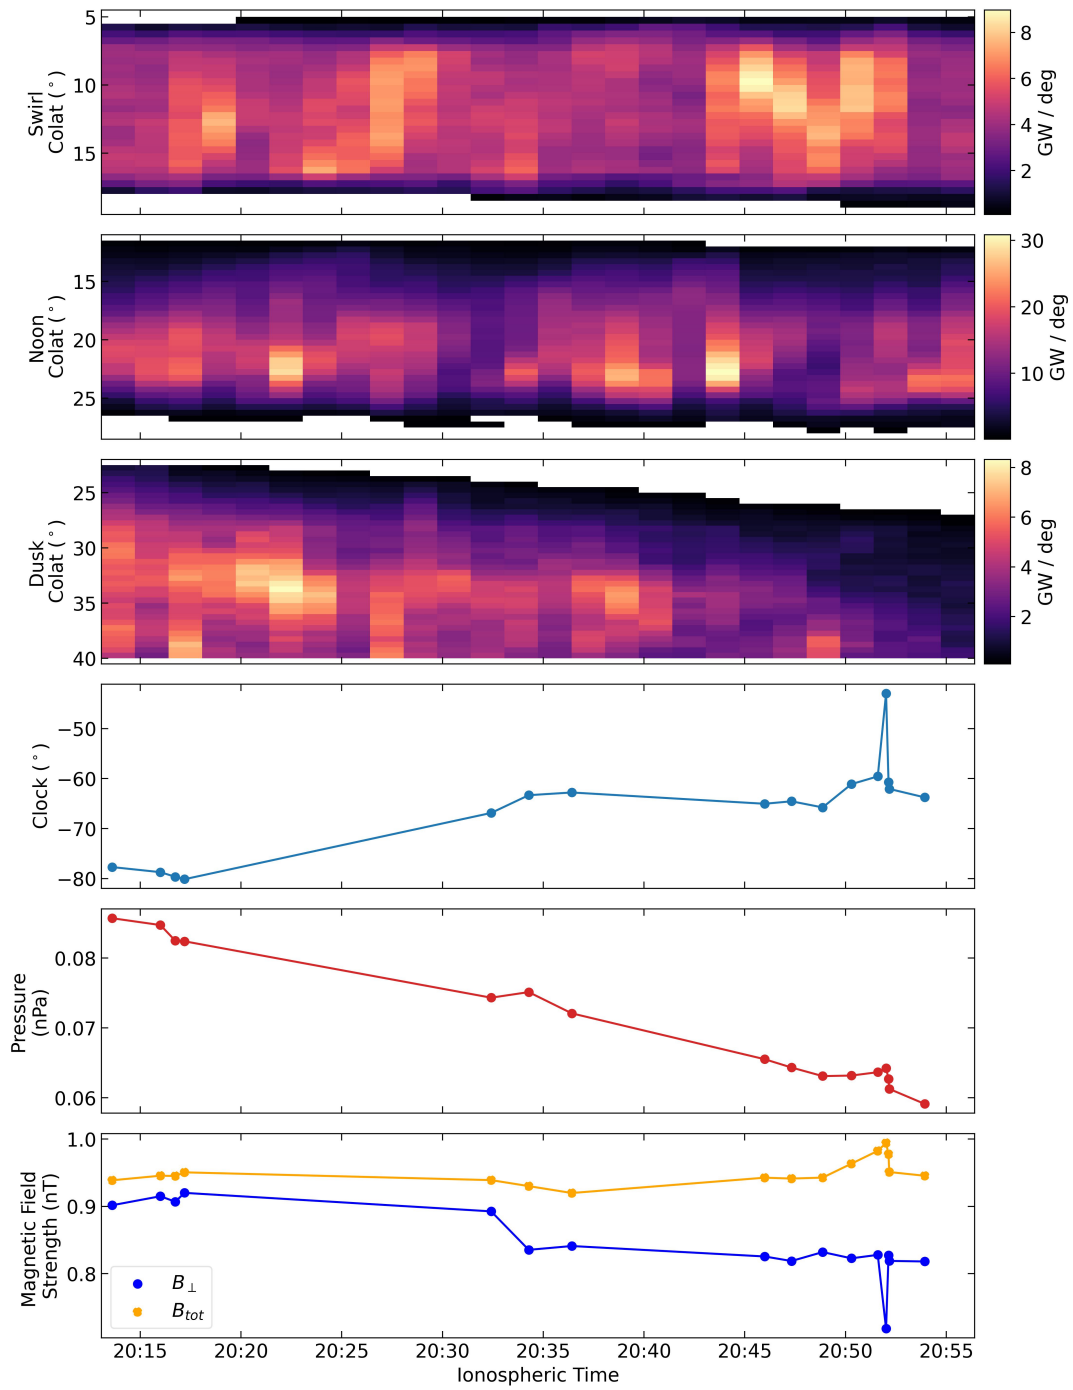 5
10
15
Swirl
Colat (°)
8
6
4
2
GW / deg
15
20
25
Noon
Colat (°)
30
20
10
GW / deg
25
30
35
40
Dusk
Colat (°)
8
6
4
2
GW / deg
−50
−60
−70
−80
Clock (°)
0.08
0.07
0.06
Pressure
(nPa)
1.0
0.9
0.8
Magnetic Field
Strength (nT)
B⊥
Btot
20:15 20:20 20:25 20:30 20:35 20:40 20:45 20:50 20:55
Ionospheric Time